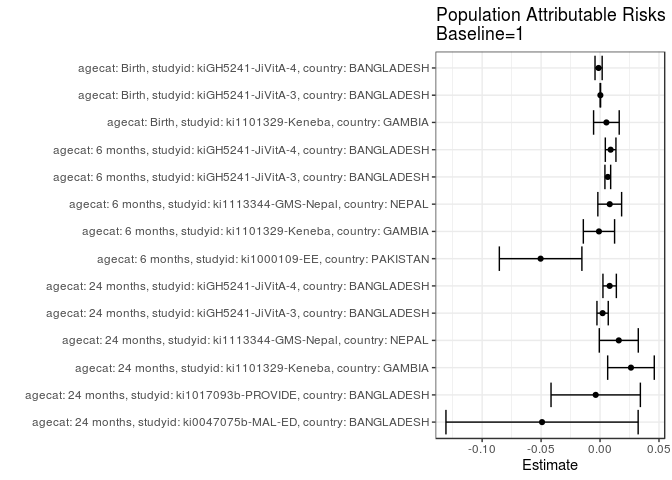 Population Attributable Risks
Baseline=1
agecat: Birth, studyid: kiGH5241-JiVitA-4, country: BANGLADESH
agecat: Birth, studyid: kiGH5241-JiVitA-3, country: BANGLADESH
agecat: Birth, studyid: ki1101329-Keneba, country: GAMBIA
agecat: 6 months, studyid: kiGH5241-JiVitA-4, country: BANGLADESH
agecat: 6 months, studyid: kiGH5241-JiVitA-3, country: BANGLADESH
agecat: 6 months, studyid: ki1113344-GMS-Nepal, country: NEPAL
agecat: 6 months, studyid: ki1101329-Keneba, country: GAMBIA
agecat: 6 months, studyid: ki1000109-EE, country: PAKISTAN
agecat: 24 months, studyid: kiGH5241-JiVitA-4, country: BANGLADESH
agecat: 24 months, studyid: kiGH5241-JiVitA-3, country: BANGLADESH
agecat: 24 months, studyid: ki1113344-GMS-Nepal, country: NEPAL
agecat: 24 months, studyid: ki1101329-Keneba, country: GAMBIA
agecat: 24 months, studyid: ki1017093b-PROVIDE, country: BANGLADESH
agecat: 24 months, studyid: ki0047075b-MAL-ED, country: BANGLADESH
-0.10 -0.05 0.00 0.05
Estimate